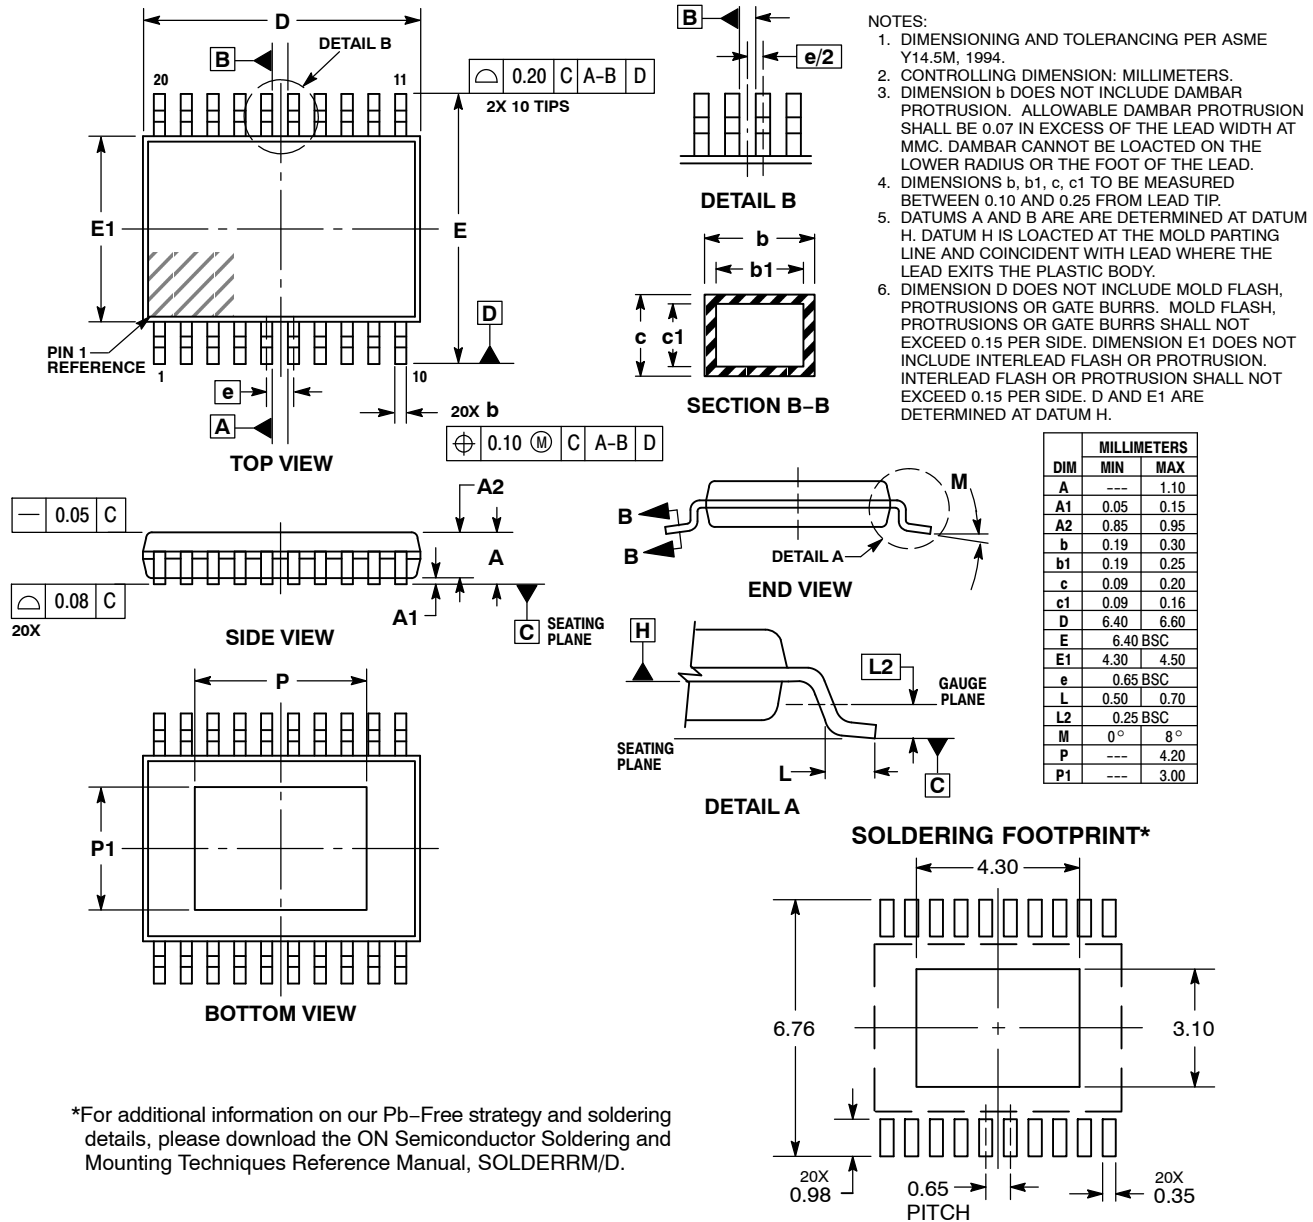 D
DETAIL B
B
20
11
⌓ 0.20 C A–B D
2X 10 TIPS
E1
E
D
PIN 1
REFERENCE
1
10
e
20X b
A
⌖ 0.10 Ⓜ C A–B D
TOP VIEW
B
e/2
DETAIL B
b
b1
c
c1
SECTION B–B
NOTES:
1. DIMENSIONING AND TOLERANCING PER ASME
Y14.5M, 1994.
2. CONTROLLING DIMENSION: MILLIMETERS.
3. DIMENSION b DOES NOT INCLUDE DAMBAR
PROTRUSION. ALLOWABLE DAMBAR PROTRUSION
SHALL BE 0.07 IN EXCESS OF THE LEAD WIDTH AT
MMC. DAMBAR CANNOT BE LOACTED ON THE
LOWER RADIUS OR THE FOOT OF THE LEAD.
4. DIMENSIONS b, b1, c, c1 TO BE MEASURED
BETWEEN 0.10 AND 0.25 FROM LEAD TIP.
5. DATUMS A AND B ARE ARE DETERMINED AT DATUM
H. DATUM H IS LOACTED AT THE MOLD PARTING
LINE AND COINCIDENT WITH LEAD WHERE THE
LEAD EXITS THE PLASTIC BODY.
6. DIMENSION D DOES NOT INCLUDE MOLD FLASH,
PROTRUSIONS OR GATE BURRS. MOLD FLASH,
PROTRUSIONS OR GATE BURRS SHALL NOT
EXCEED 0.15 PER SIDE. DIMENSION E1 DOES NOT
INCLUDE INTERLEAD FLASH OR PROTRUSION.
INTERLEAD FLASH OR PROTRUSION SHALL NOT
EXCEED 0.15 PER SIDE. D AND E1 ARE
DETERMINED AT DATUM H.
MILLIMETERS
DIM MIN MAX
A --- 1.10
A1 0.05 0.15
A2 0.85 0.95
b 0.19 0.30
b1 0.19 0.25
c 0.09 0.20
c1 0.09 0.16
D 6.40 6.60
E 6.40 BSC
E1 4.30 4.50
e 0.65 BSC
L 0.50 0.70
L2 0.25 BSC
M 0° 8°
P --- 4.20
P1 --- 3.00
— 0.05 C
A2
A
⌓ 0.08 C
20X
A1
C
SEATING
PLANE
SIDE VIEW
M
B
B
DETAIL A
END VIEW
H
L2
GAUGE
PLANE
SEATING
PLANE
L
C
DETAIL A
P
P1
BOTTOM VIEW
SOLDERING FOOTPRINT*
4.30
6.76
3.10
20X
0.98
0.65
PITCH
20X
0.35
*For additional information on our Pb–Free strategy and soldering
details, please download the ON Semiconductor Soldering and
Mounting Techniques Reference Manual, SOLDERRM/D.